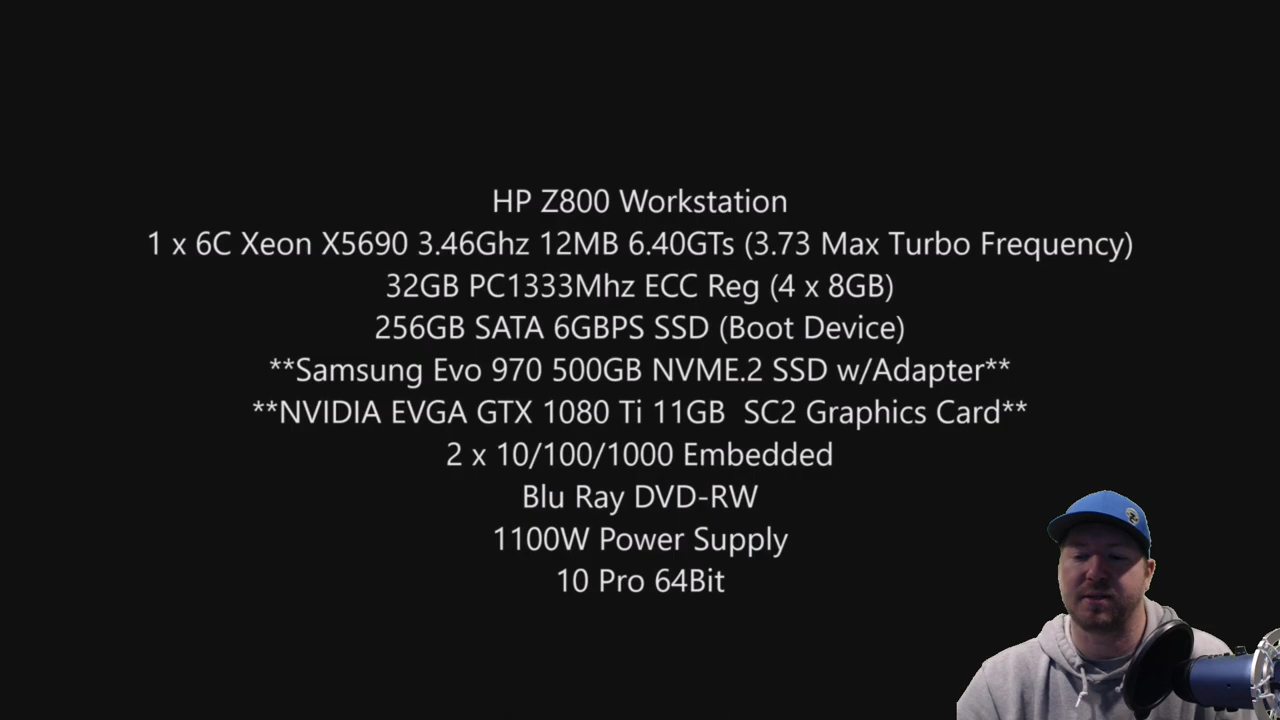 HP Z800 Workstation
1 x 6C Xeon X5690 3.46Ghz 12MB 6.40GTs (3.73 Max Turbo Frequency)
32GB PC1333Mhz ECC Reg (4 x 8GB)
256GB SATA 6GBPS SSD (Boot Device)
**Samsung Evo 970 500GB NVME.2 SSD w/Adapter**
**NVIDIA EVGA GTX 1080 Ti 11GB  SC2 Graphics Card**
2 x 10/100/1000 Embedded
Blu Ray DVD-RW
1100W Power Supply
10 Pro 64Bit